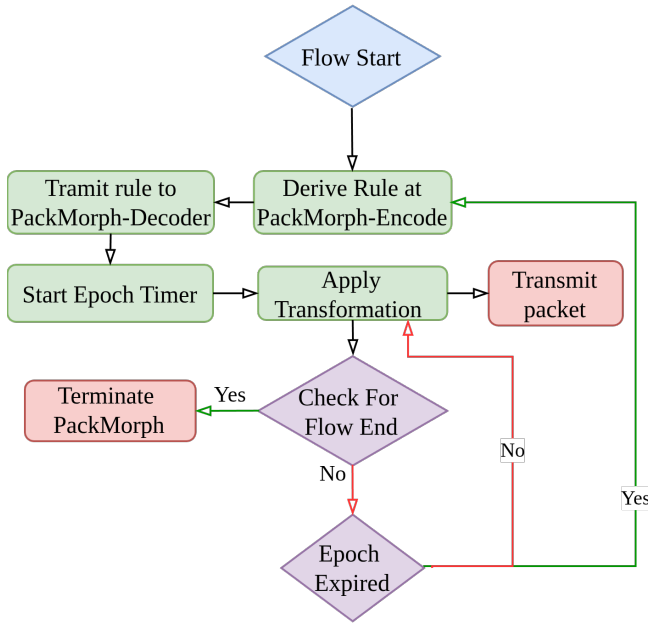 Flow Start
Tramit rule to
PackMorph-Decoder
Derive Rule at
PackMorph-Encode
Start Epoch Timer
Apply
Transformation
Transmit
packet
Terminate
PackMorph
Yes
Check For
Flow End
No
No
Yes
Epoch
Expired